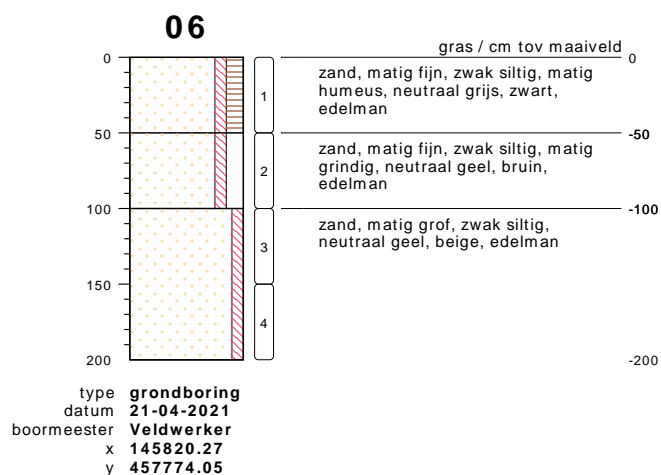 06
gras / cm tov maaiveld
0
0
zand, matig fijn, zwak siltig, matig
humeus, neutraal grijs, zwart,
edelman
1
50
-50
zand, matig fijn, zwak siltig, matig
grindig, neutraal geel, bruin,
edelman
2
100
-100
zand, matig grof, zwak siltig,
neutraal geel, beige, edelman
3
150
4
200
-200
type grondboring
datum 21-04-2021
boormeester Veldwerker
x 145820.27
y 457774.05